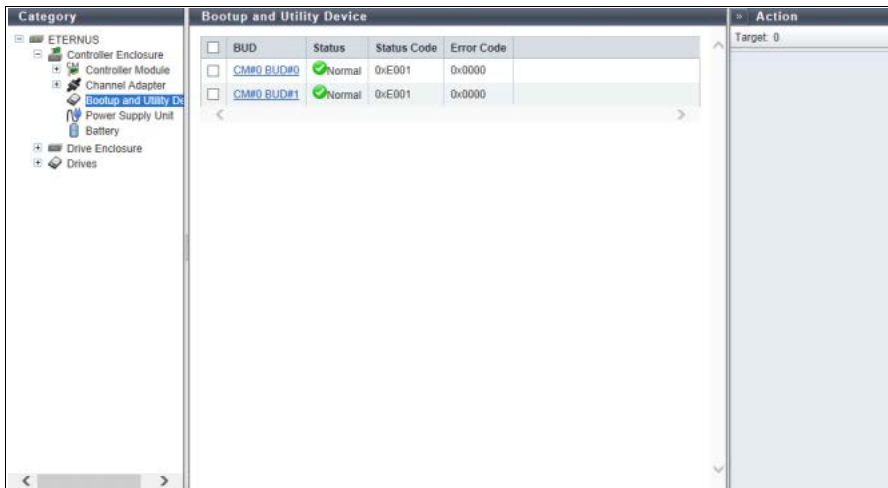 Category
ETERNUS
Controller Enclosure
Controller Module
Channel Adapter
Bootup and Utility De
Power Supply Unit
Battery
Drive Enclosure
Drives
Bootup and Utility Device
BUD Status Status Code Error Code
CM#0 BUD#0 Normal 0xE001 0x0000
CM#0 BUD#1 Normal 0xE001 0x0000
» Action
Target: 0